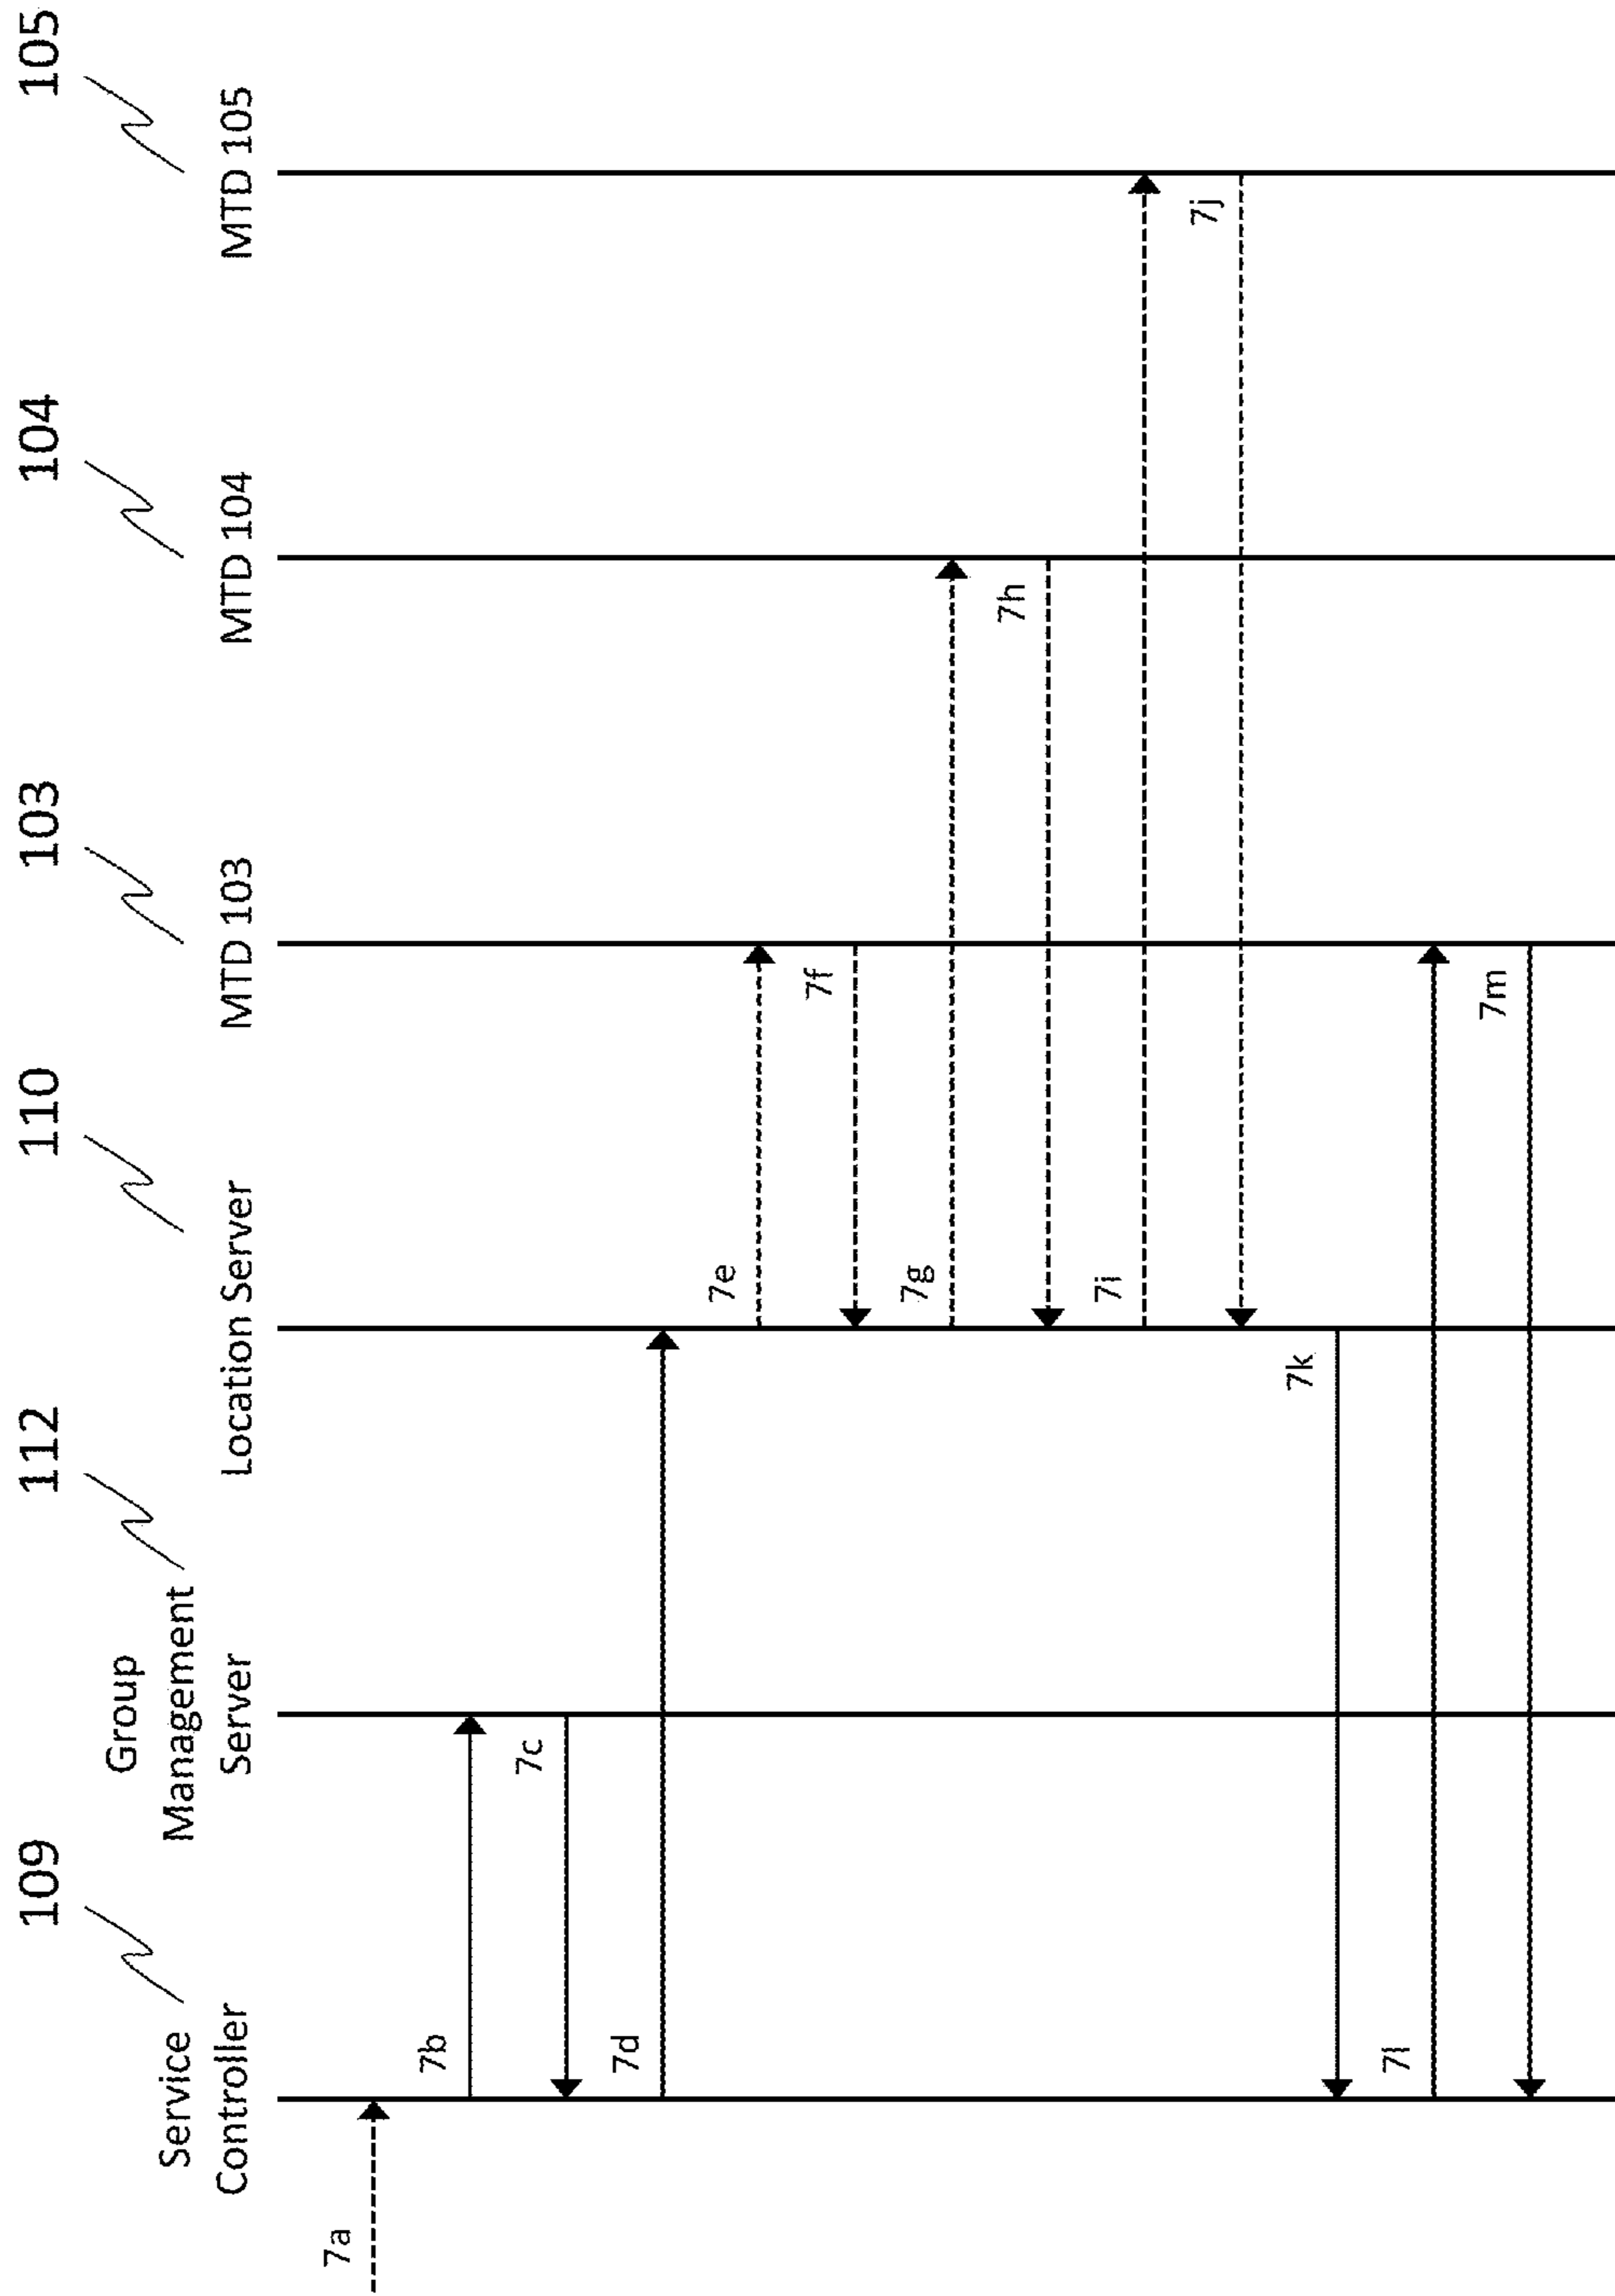 109
112
110
103
104
105
Service
Controller
Group
Management
Server
Location Server
MTD 103
MTD 104
MTD 105
7a
7b
7c
7d
7e
7f
7g
7h
7i
7j
7k
7l
7m